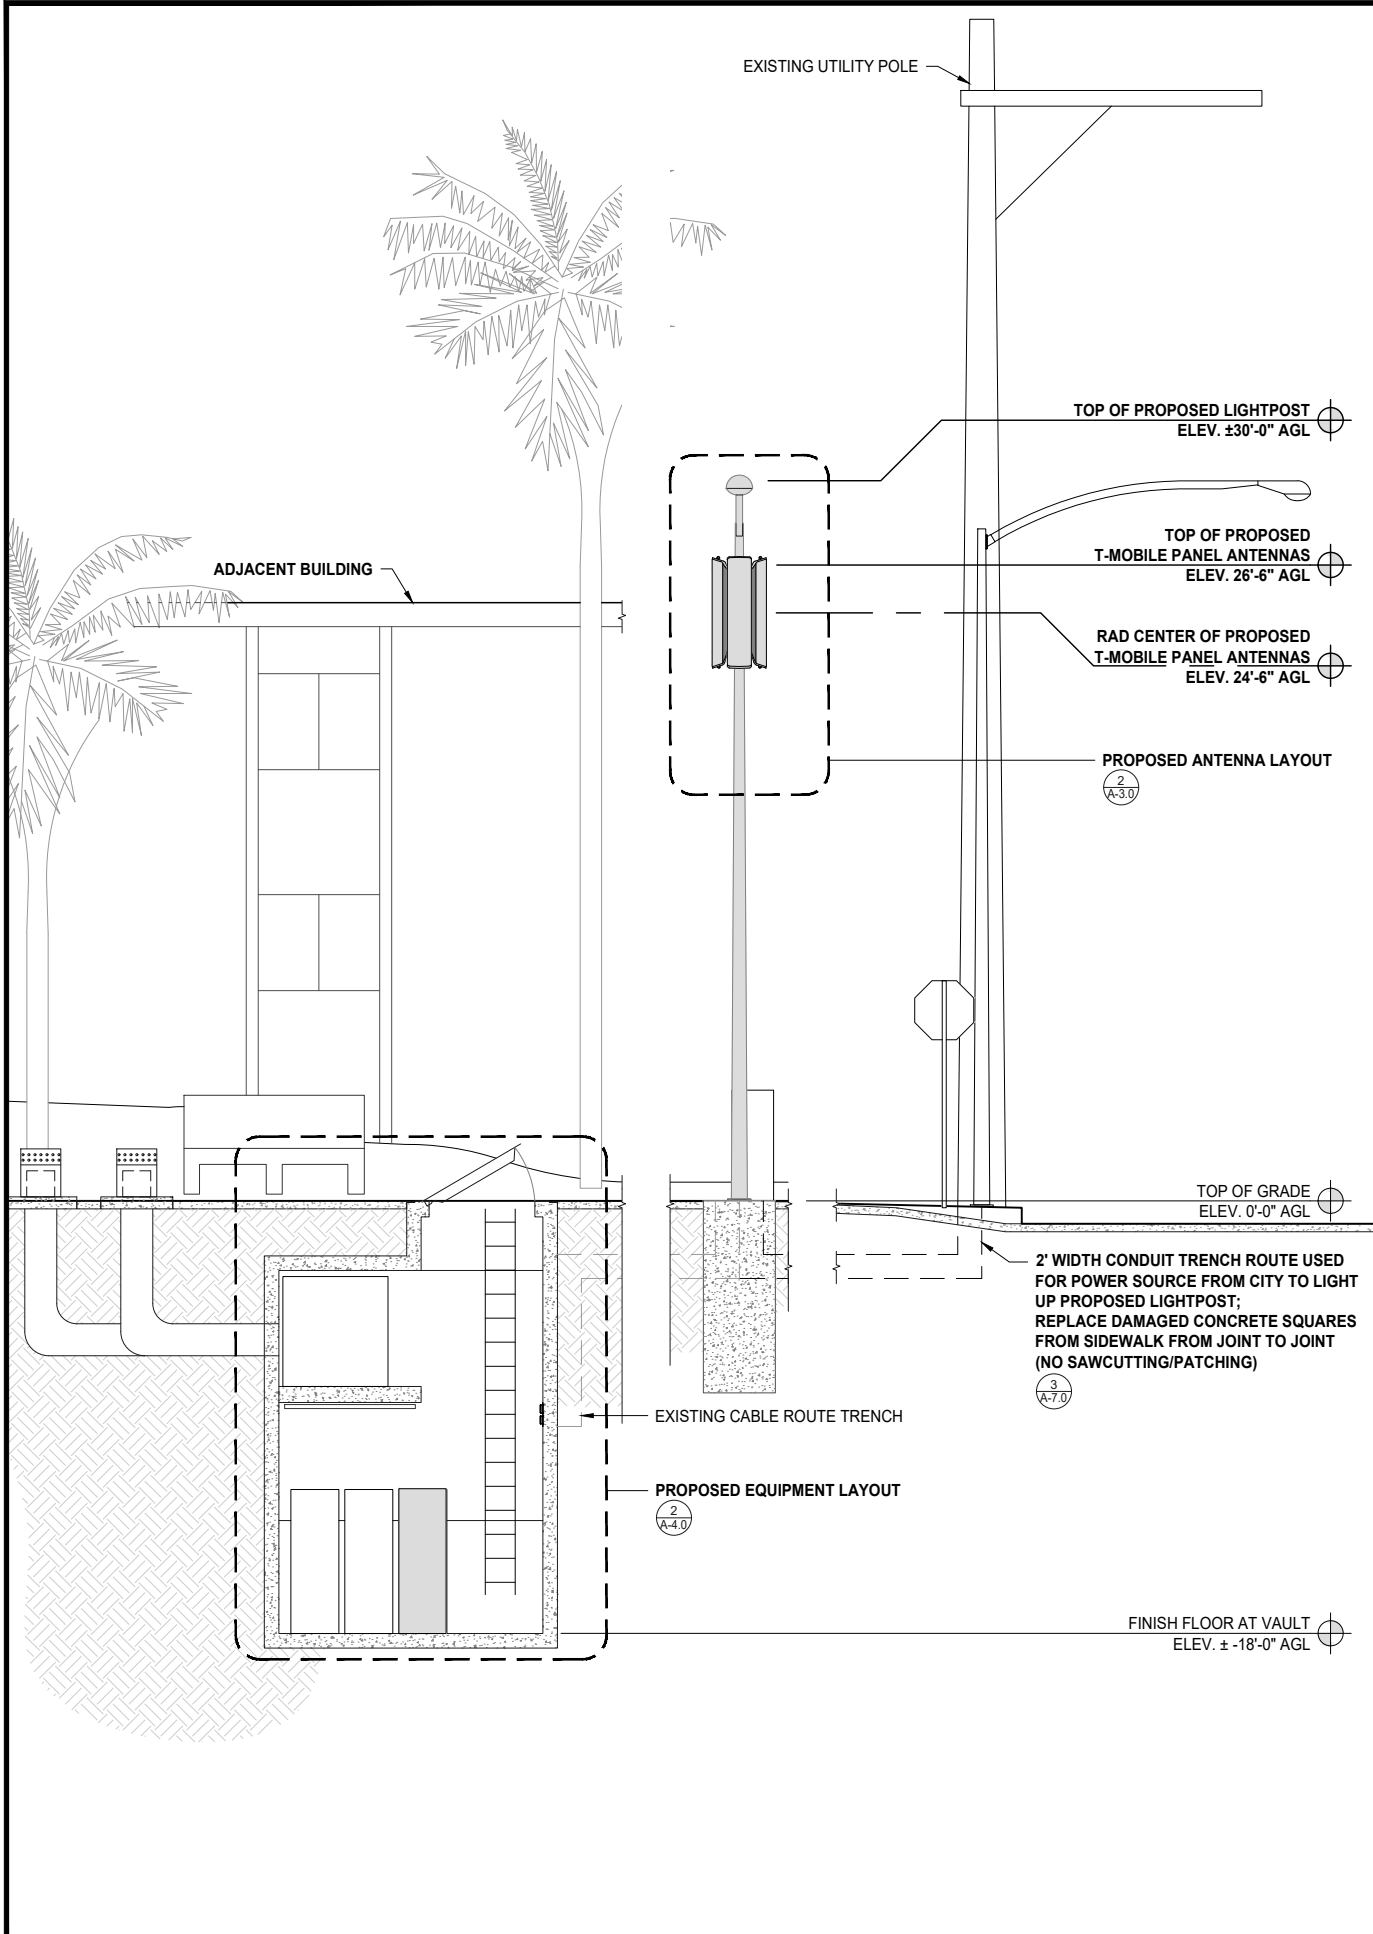 EXISTING UTILITY POLE
TOP OF PROPOSED LIGHTPOST
ELEV. ±30'-0" AGL
TOP OF PROPOSED
T-MOBILE PANEL ANTENNAS
ELEV. 26'-6" AGL
ADJACENT BUILDING
RAD CENTER OF PROPOSED
T-MOBILE PANEL ANTENNAS
ELEV. 24'-6" AGL
PROPOSED ANTENNA LAYOUT
2
A-3.0
TOP OF GRADE
ELEV. 0'-0" AGL
2' WIDTH CONDUIT TRENCH ROUTE USED
FOR POWER SOURCE FROM CITY TO LIGHT
UP PROPOSED LIGHTPOST;
REPLACE DAMAGED CONCRETE SQUARES
FROM SIDEWALK FROM JOINT TO JOINT
(NO SAWCUTTING/PATCHING)
3
A-7.0
EXISTING CABLE ROUTE TRENCH
PROPOSED EQUIPMENT LAYOUT
2
A-4.0
FINISH FLOOR AT VAULT
ELEV. ± -18'-0" AGL